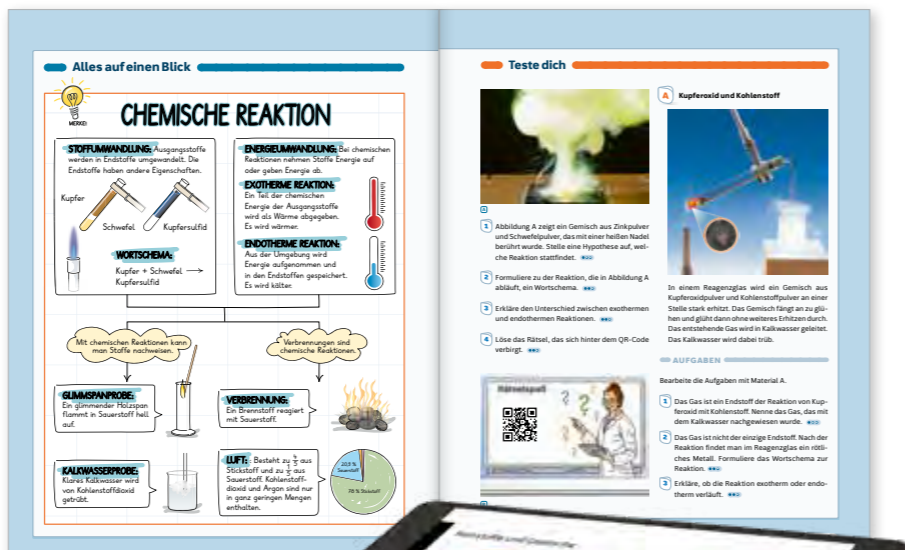 Alles auf einen Blick
MERKE!
CHEMISCHE REAKTION
STOFFUMWANDLUNG: Ausgangsstoffe
werden in Endstoffe umgewandelt. Die
Endstoffe haben andere Eigenschaften.
Kupfer
Schwefel
Kupfersulfid
WORTSCHEMA:
Kupfer + Schwefel →
Kupfersulfid
ENERGIEUMWANDLUNG: Bei chemischen
Reaktionen nehmen Stoffe Energie auf
oder geben Energie ab.
EXOTHERME REAKTION:
Ein Teil der chemischen
Energie der Ausgangsstoffe
wird als Wärme abgegeben.
Es wird wärmer.
ENDOTHERME REAKTION:
Aus der Umgebung wird
Energie aufgenommen und
in den Endstoffen gespeichert.
Es wird kälter.
Mit chemischen Reaktionen kann
man Stoffe nachweisen.
Verbrennungen sind
chemische Reaktionen.
GLIMMSPANPROBE:
Ein glimmender Holzspan
flammt in Sauerstoff hell
auf.
VERBRENNUNG:
Ein Brennstoff reagiert
mit Sauerstoff.
KALKWASSERPROBE:
Klares Kalkwasser wird
von Kohlenstoffdioxid
getrübt.
LUFT: Besteht zu 4/5 aus
Stickstoff und zu 1/5 aus
Sauerstoff. Kohlenstoff-
dioxid und Argon sind nur
in ganz geringen Mengen
enthalten.
Sauerstoff
78 % Stickstoff
Teste dich
A
1 Abbildung A zeigt ein Gemisch aus Zinkpulver
und Schwefelpulver, das mit einer heißen Nadel
berührt wurde. Stelle eine Hypothese auf, wel-
che Reaktion stattfindet.
2 Formuliere zu der Reaktion, die in Abbildung A
abläuft, ein Wortschema.
3 Erkläre den Unterschied zwischen exothermen
und endothermen Reaktionen.
4 Löse das Rätsel, das sich hinter dem QR-Code
verbirgt.
Rätselspaß
A Kupferoxid und Kohlenstoff
In einem Reagenzglas wird ein Gemisch aus
Kupferoxidpulver und Kohlenstoffpulver an einer
Stelle stark erhitzt. Das Gemisch fängt an zu glü-
hen und glüht dann ohne weiteres Erhitzen durch.
Das entstehende Gas wird in Kalkwasser geleitet.
Das Kalkwasser wird dabei trüb.
AUFGABEN
Bearbeite die Aufgaben mit Material A.
1 Das Gas ist ein Endstoff der Reaktion von Kup-
feroxid mit Kohlenstoff. Nenne das Gas, das mit
dem Kalkwasser nachgewiesen wurde.
2 Das Gas ist nicht der einzige Endstoff. Nach der
Reaktion findet man im Reagenzglas ein rötli-
ches Metall. Formuliere das Wortschema zur
Reaktion.
3 Erkläre, ob die Reaktion exotherm oder endo-
therm verläuft.